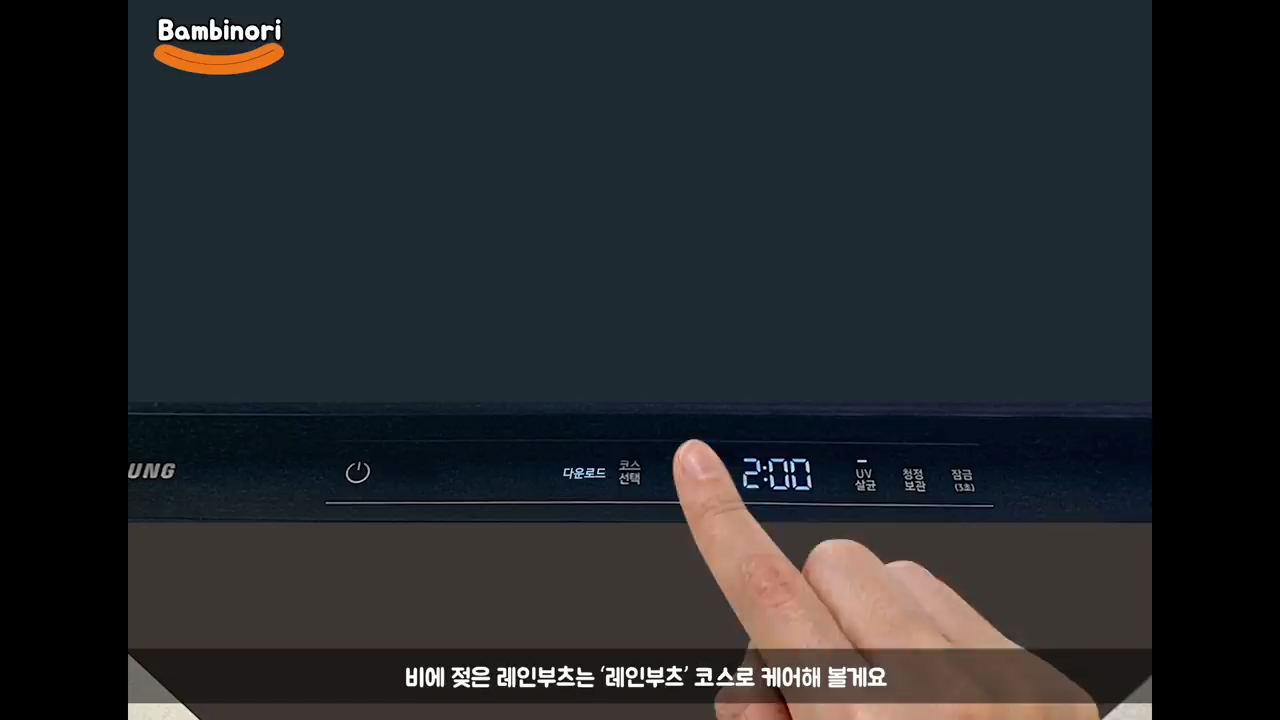 Bambinori
UNG
다운로드
코스
선택
2:00
UV
살균
청정
보관
잠금
(3초)
비에 젖은 레인부츠는 ‘레인부츠’ 코스로 케어해 볼게요